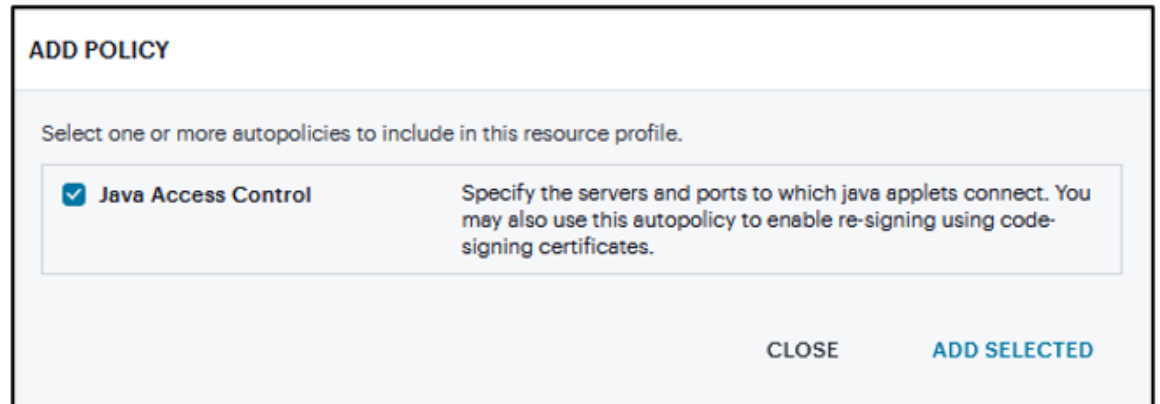 ADD POLICY
Select one or more autopolicies to include in this resource profile.
Java Access Control
Specify the servers and ports to which java applets connect. You
may also use this autopolicy to enable re-signing using code-
signing certificates.
CLOSE
ADD SELECTED